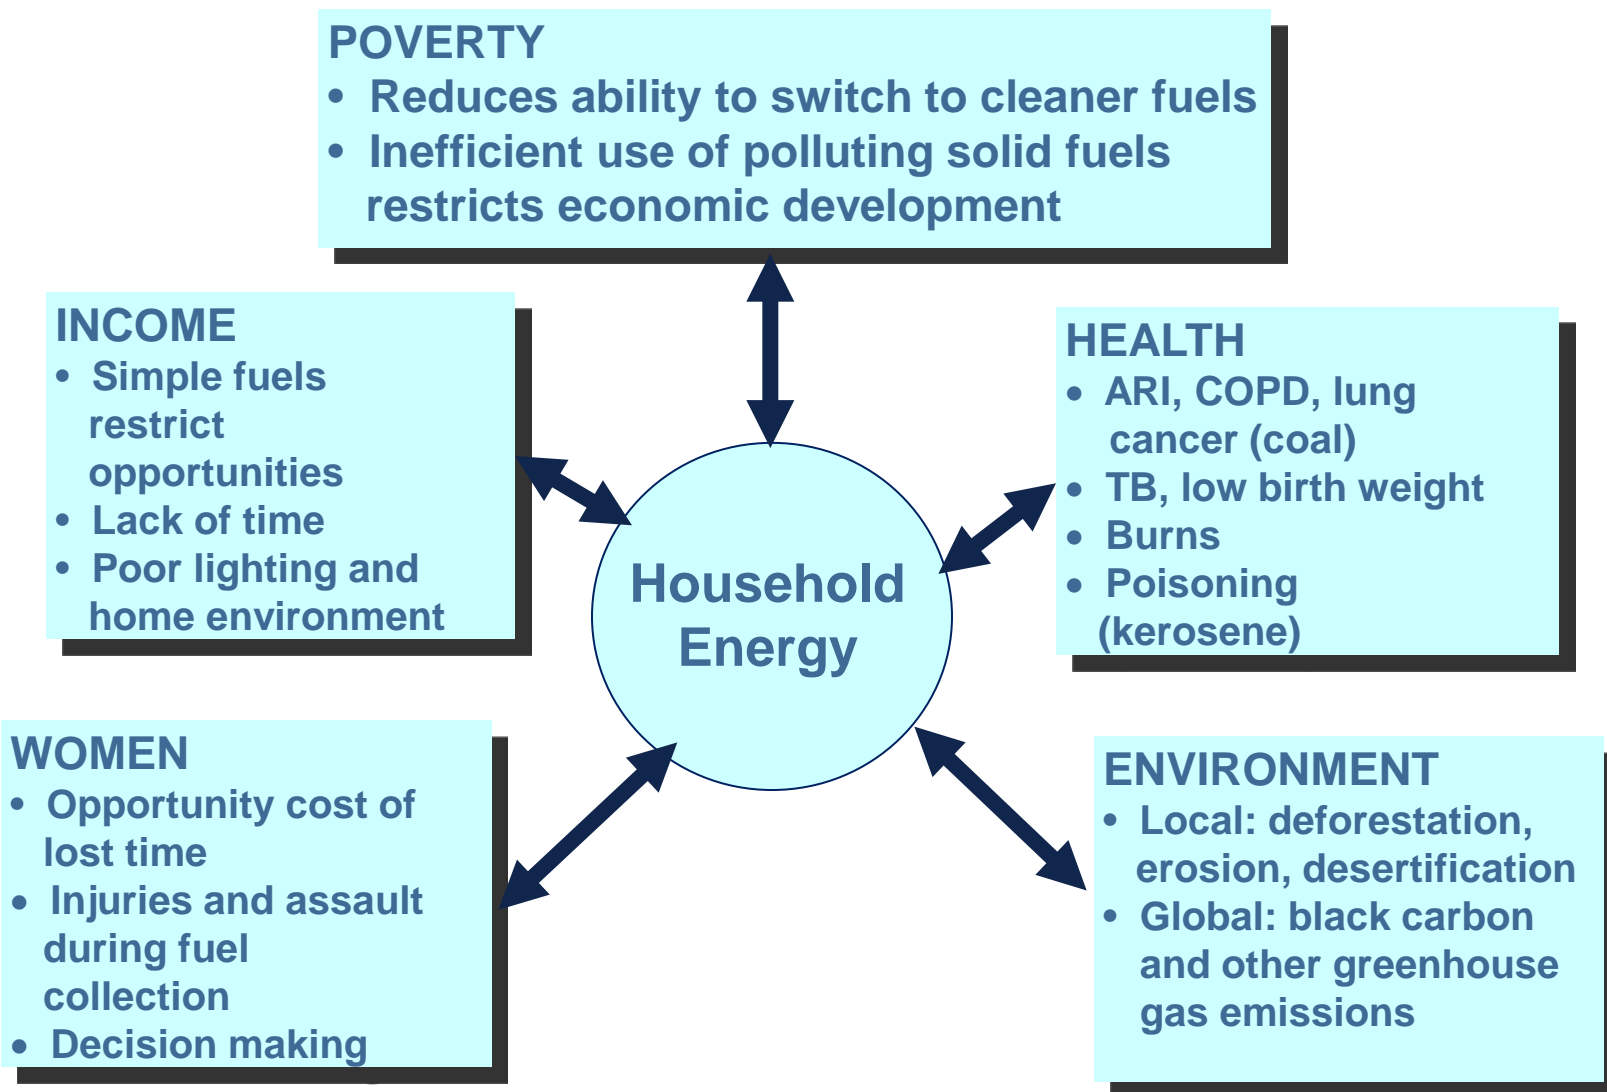 POVERTY
• Reduces ability to switch to cleaner fuels
• Inefficient use of polluting solid fuels
restricts economic development
INCOME
• Simple fuels
restrict
opportunities
• Lack of time
• Poor lighting and
home environment
HEALTH
• ARI, COPD, lung
cancer (coal)
• TB, low birth weight
• Burns
• Poisoning
(kerosene)
Household
Energy
WOMEN
• Opportunity cost of
lost time
• Injuries and assault
during fuel
collection
• Decision making
ENVIRONMENT
• Local: deforestation,
erosion, desertification
• Global: black carbon
and other greenhouse
gas emissions